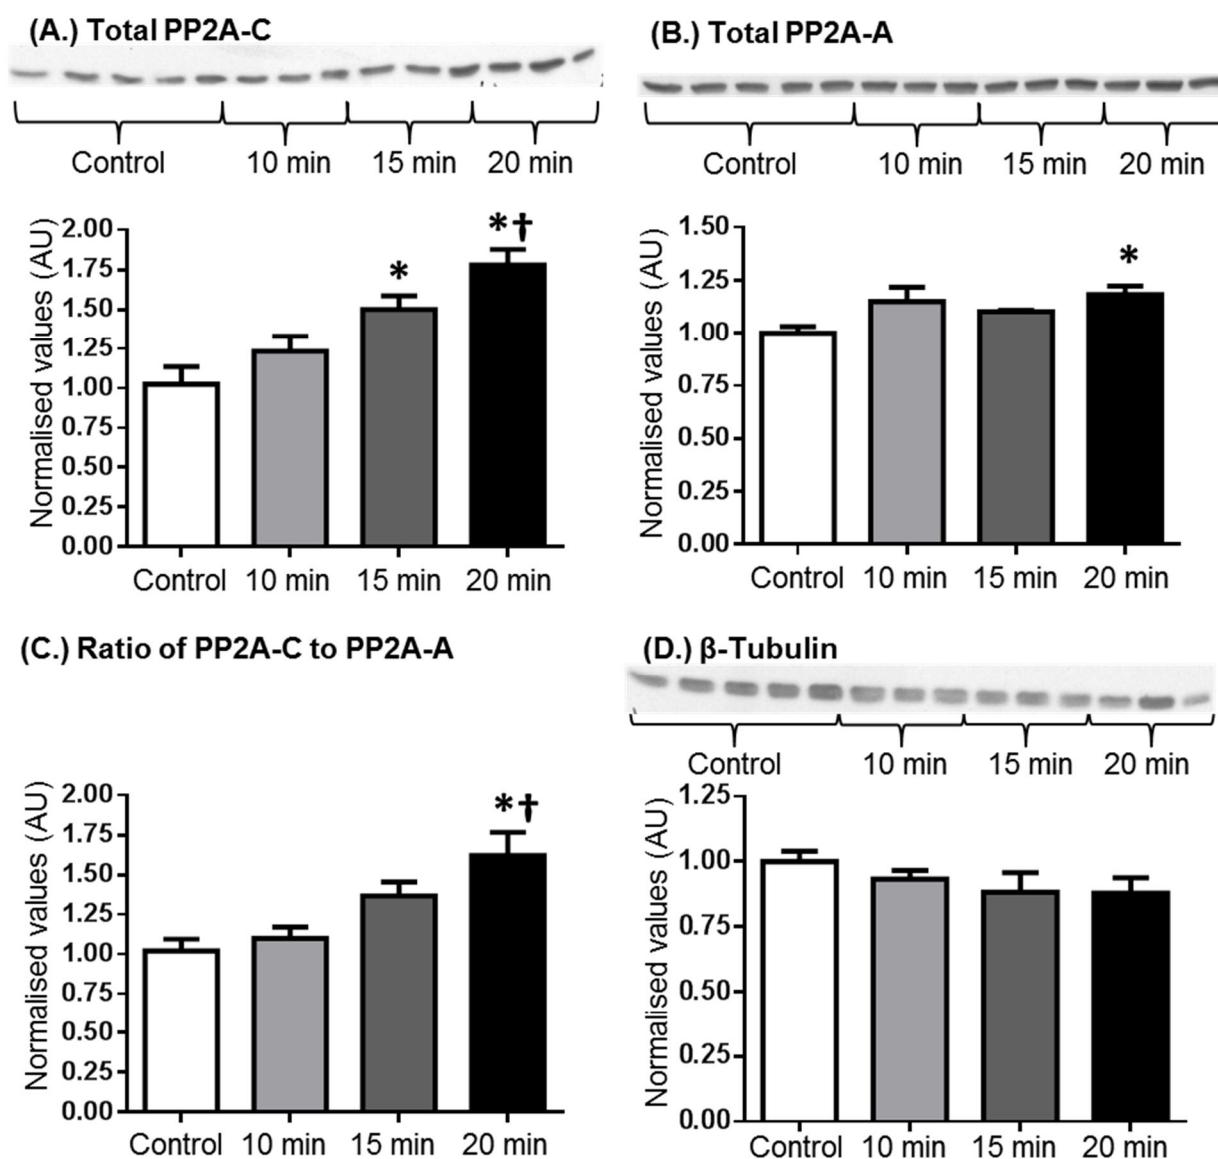 (A.) Total PP2A-C
Control 10 min 15 min 20 min
Normalised values (AU)
2.00
1.75
1.50
1.25
1.00
0.75
0.50
0.25
0.00
*
*†
Control 10 min 15 min 20 min
(B.) Total PP2A-A
Control 10 min 15 min 20 min
Normalised values (AU)
1.50
1.25
1.00
0.75
0.50
0.25
0.00
*
Control 10 min 15 min 20 min
(C.) Ratio of PP2A-C to PP2A-A
Normalised values (AU)
2.00
1.75
1.50
1.25
1.00
0.75
0.50
0.25
0.00
*†
Control 10 min 15 min 20 min
(D.) β-Tubulin
Control 10 min 15 min 20 min
Normalised values (AU)
1.25
1.00
0.75
0.50
0.25
0.00
Control 10 min 15 min 20 min